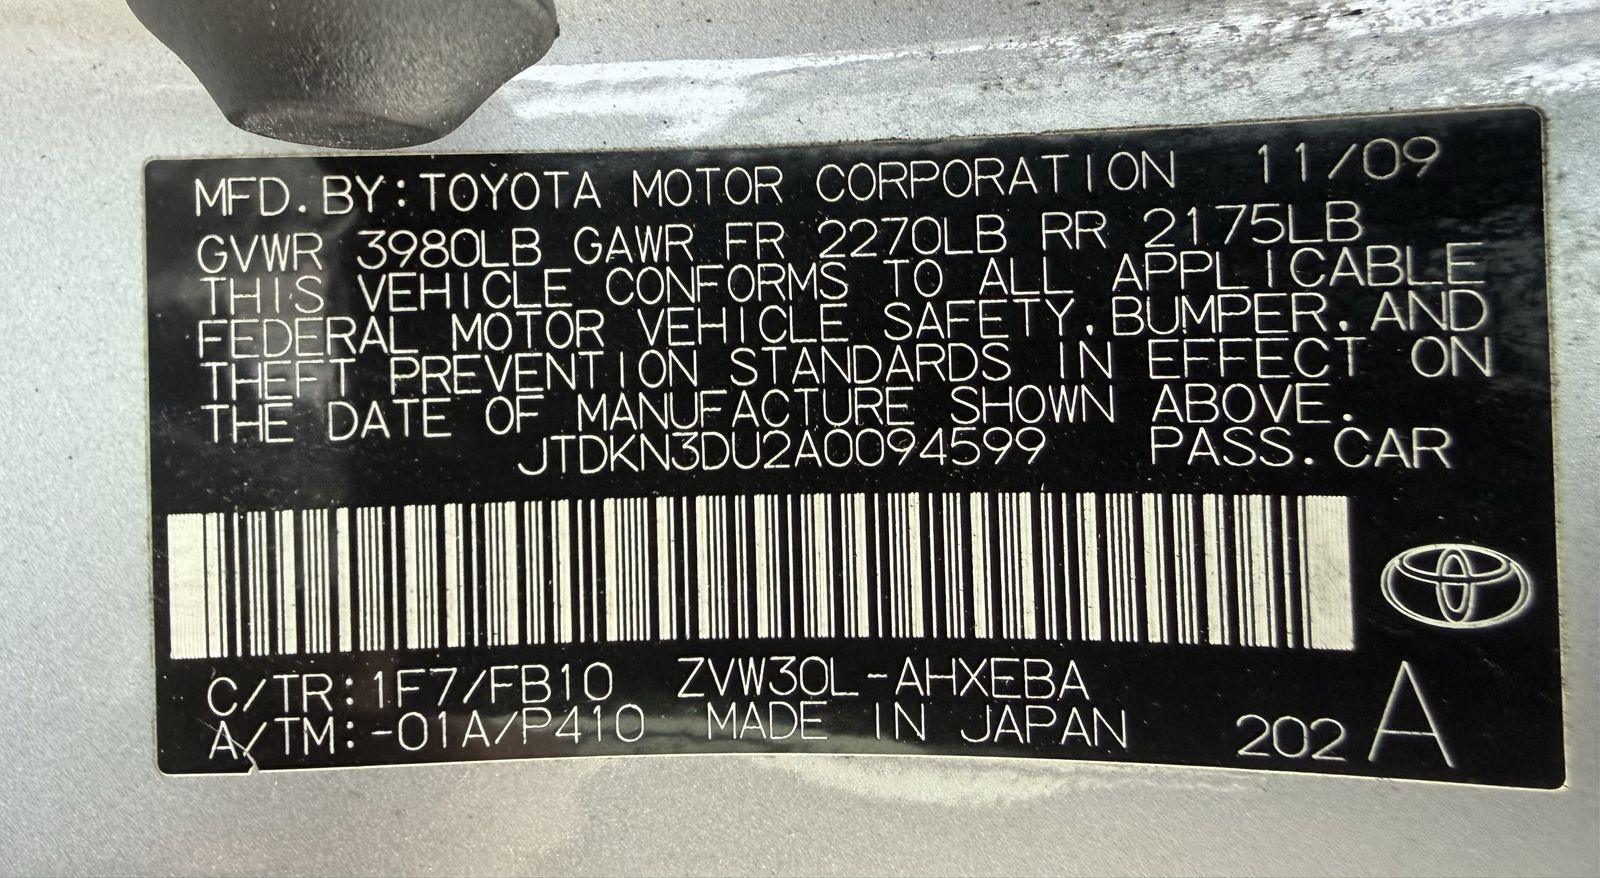 MFD. BY: TOYOTA MOTOR CORPORATION 11/09
GVWR 3980LB GAWR FR 2270LB RR 2175LB
THIS VEHICLE CONFORMS TO ALL APPLICABLE
FEDERAL MOTOR VEHICLE SAFETY, BUMPER, AND
THEFT PREVENTION STANDARDS IN EFFECT ON
THE DATE OF MANUFACTURE SHOWN ABOVE.
JTDKN3DU2A0094599 PASS. CAR
C/TR: 1F7/FB10 ZVW30L-AHXEBA
A/TM: -01A/P410 MADE IN JAPAN 202 A